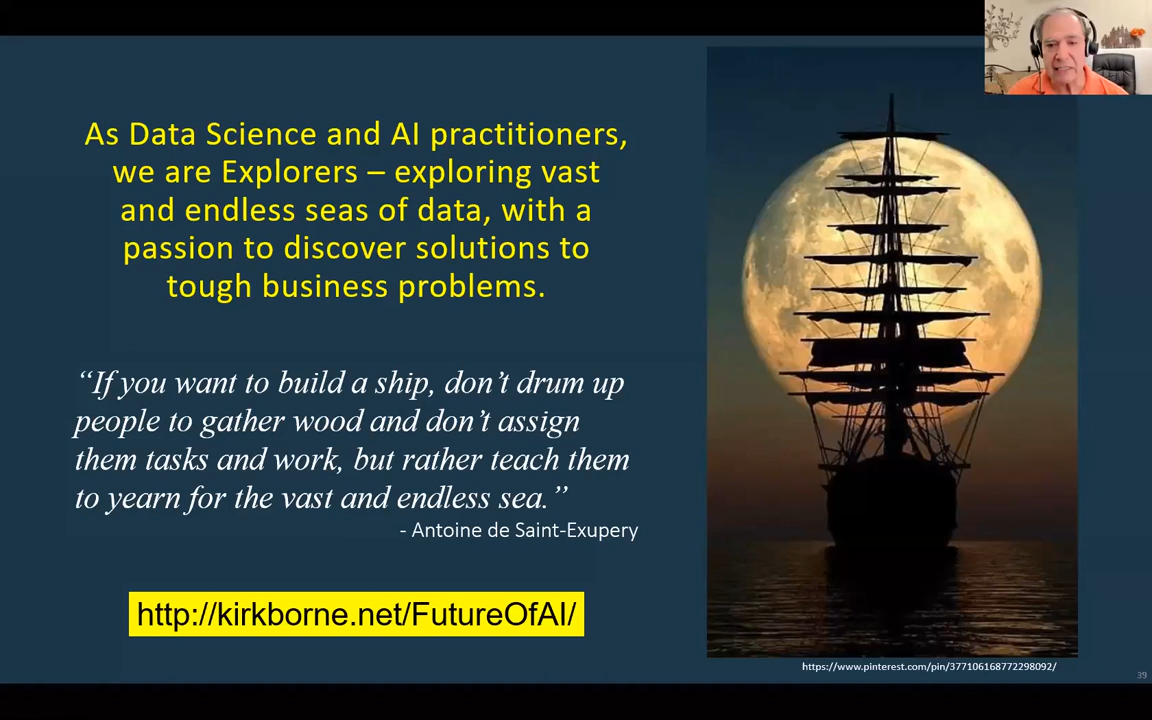 As Data Science and AI practitioners,
we are Explorers – exploring vast
and endless seas of data, with a
passion to discover solutions to
tough business problems.
“If you want to build a ship, don’t drum up
people to gather wood and don’t assign
them tasks and work, but rather teach them
to yearn for the vast and endless sea.”
- Antoine de Saint-Exupery
http://kirkborne.net/FutureOfAI/
https://www.pinterest.com/pin/377106168772298092/
39